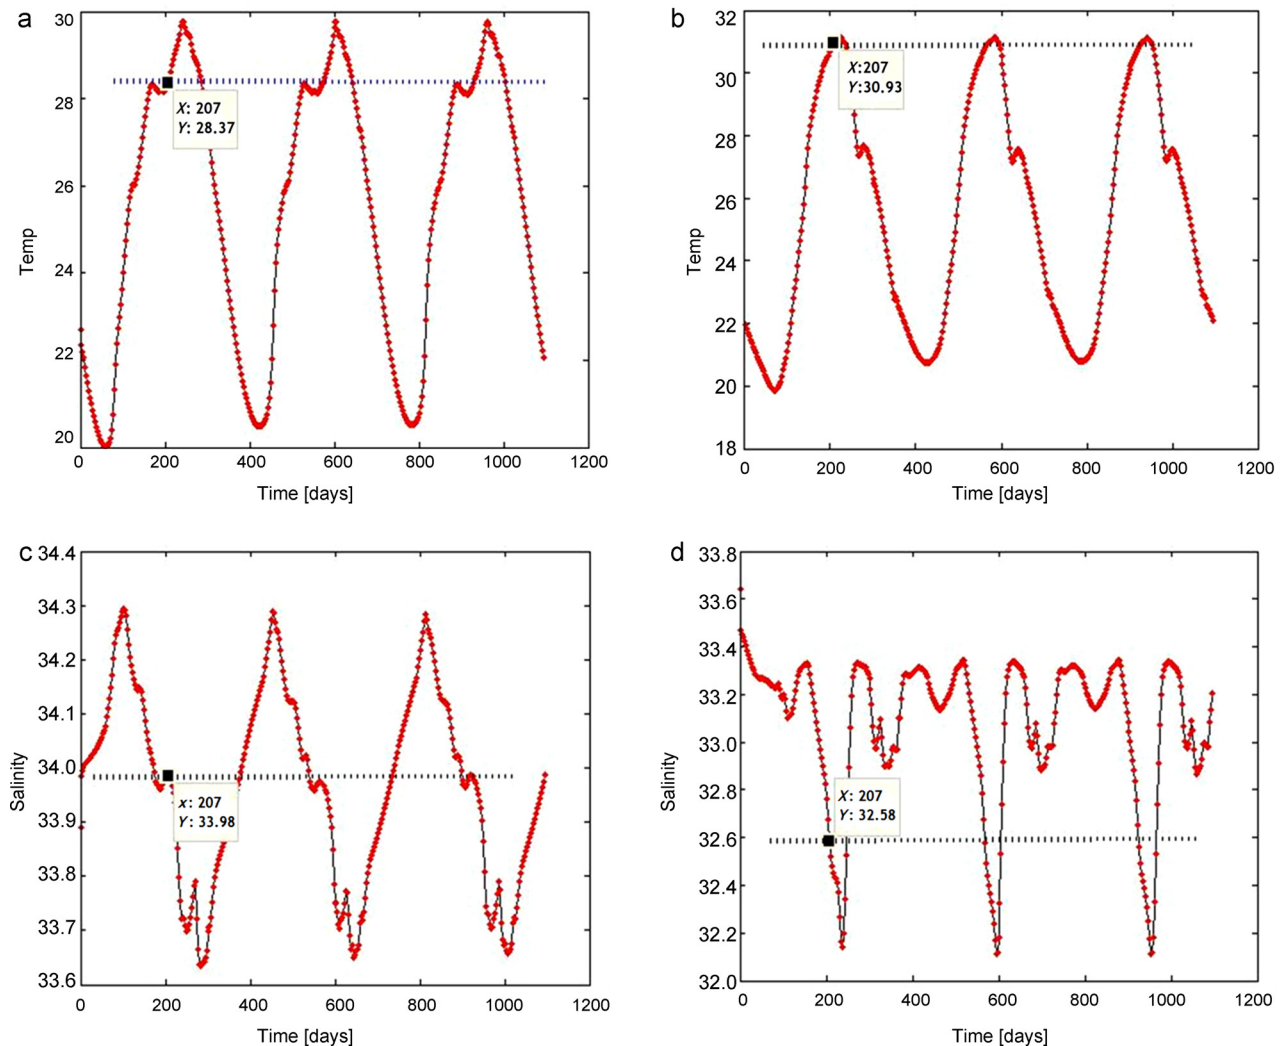 a
30
28
26
24
22
20
Temp
X: 207
Y: 28.37
0 200 400 600 800 1000 1200
Time [days]
b
32
30
28
26
24
22
20
18
Temp
X:207
Y:30.93
0 200 400 600 800 1000 1200
Time [days]
c
34.4
34.3
34.2
34.1
34.0
33.9
33.8
33.7
33.6
Salinity
x: 207
Y: 33.98
0 200 400 600 800 1000 1200
Time [days]
d
33.8
33.6
33.4
33.2
33.0
32.8
32.6
32.4
32.2
32.0
Salinity
X: 207
Y: 32.58
0 200 400 600 800 1000 1200
Time [days]